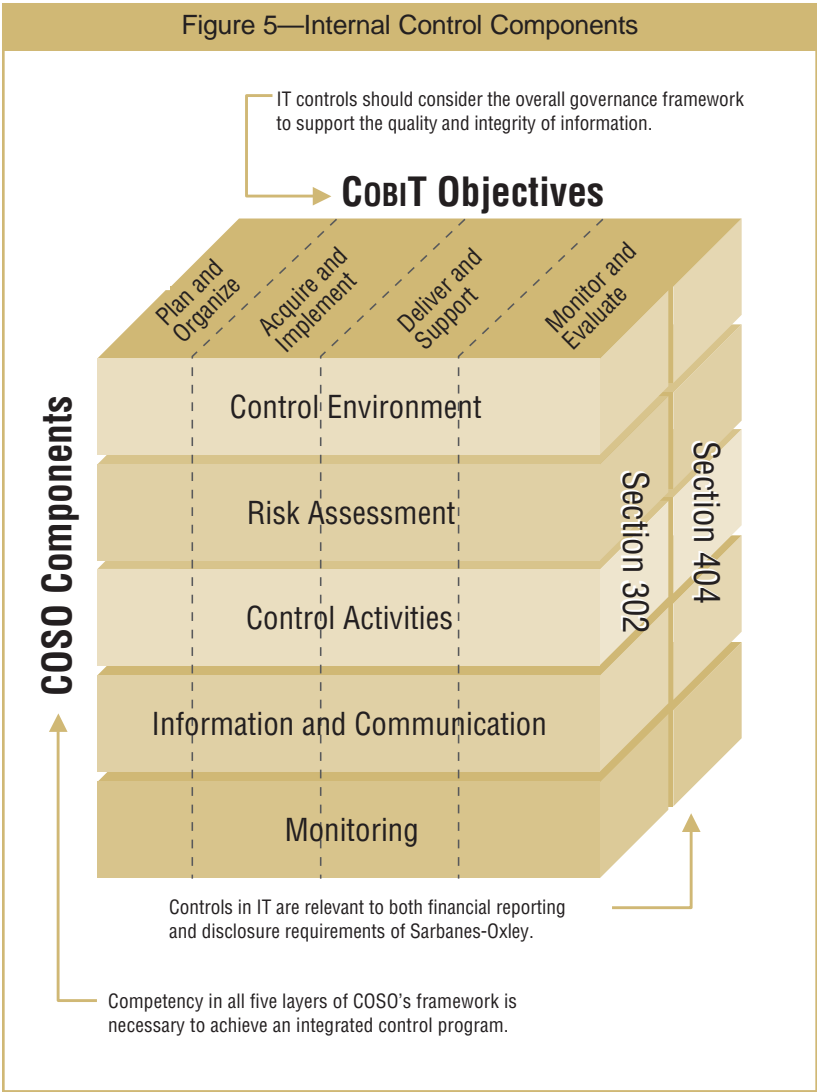 Figure 5—Internal Control Components
IT controls should consider the overall governance framework
to support the quality and integrity of information.
COBIT Objectives
Plan and
Organize
Acquire and
Implement
Deliver and
Support
Monitor and
Evaluate
COSO Components
Control Environment
Risk Assessment
Control Activities
Information and Communication
Monitoring
Section 302
Section 404
Controls in IT are relevant to both financial reporting
and disclosure requirements of Sarbanes-Oxley.
Competency in all five layers of COSO's framework is
necessary to achieve an integrated control program.